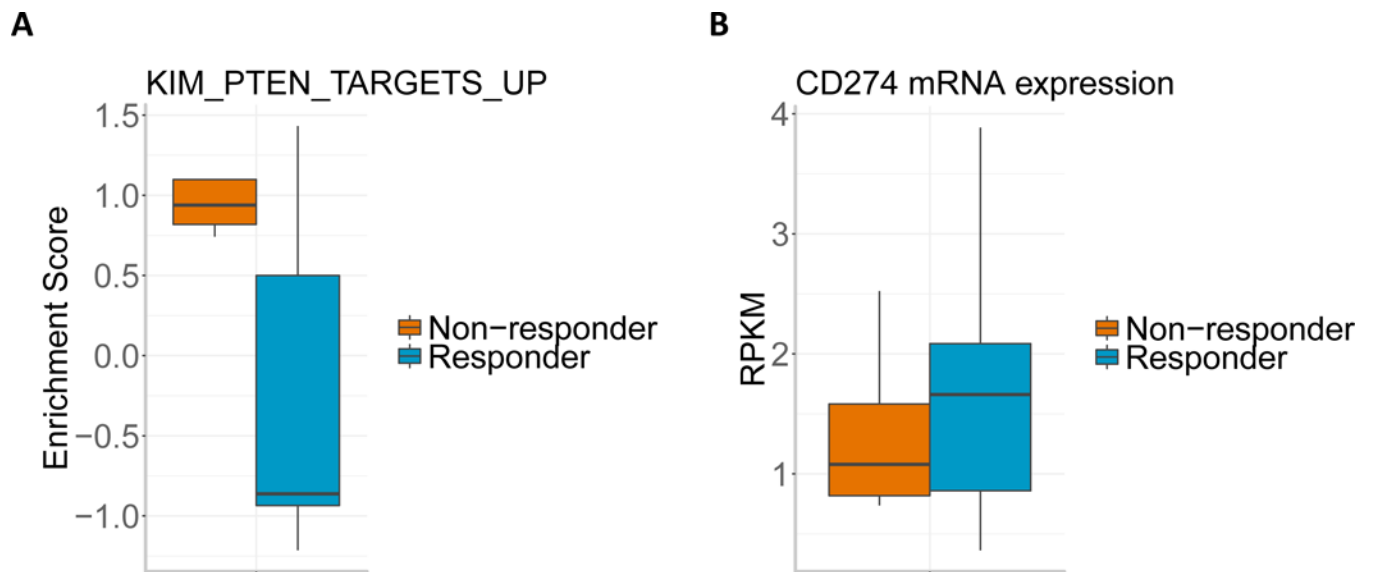 A
KIM_PTEN_TARGETS_UP
Enrichment Score
1.5
1.0
0.5
0.0
−0.5
−1.0
Non−responder
Responder
B
CD274 mRNA expression
RPKM
4
3
2
1
Non−responder
Responder